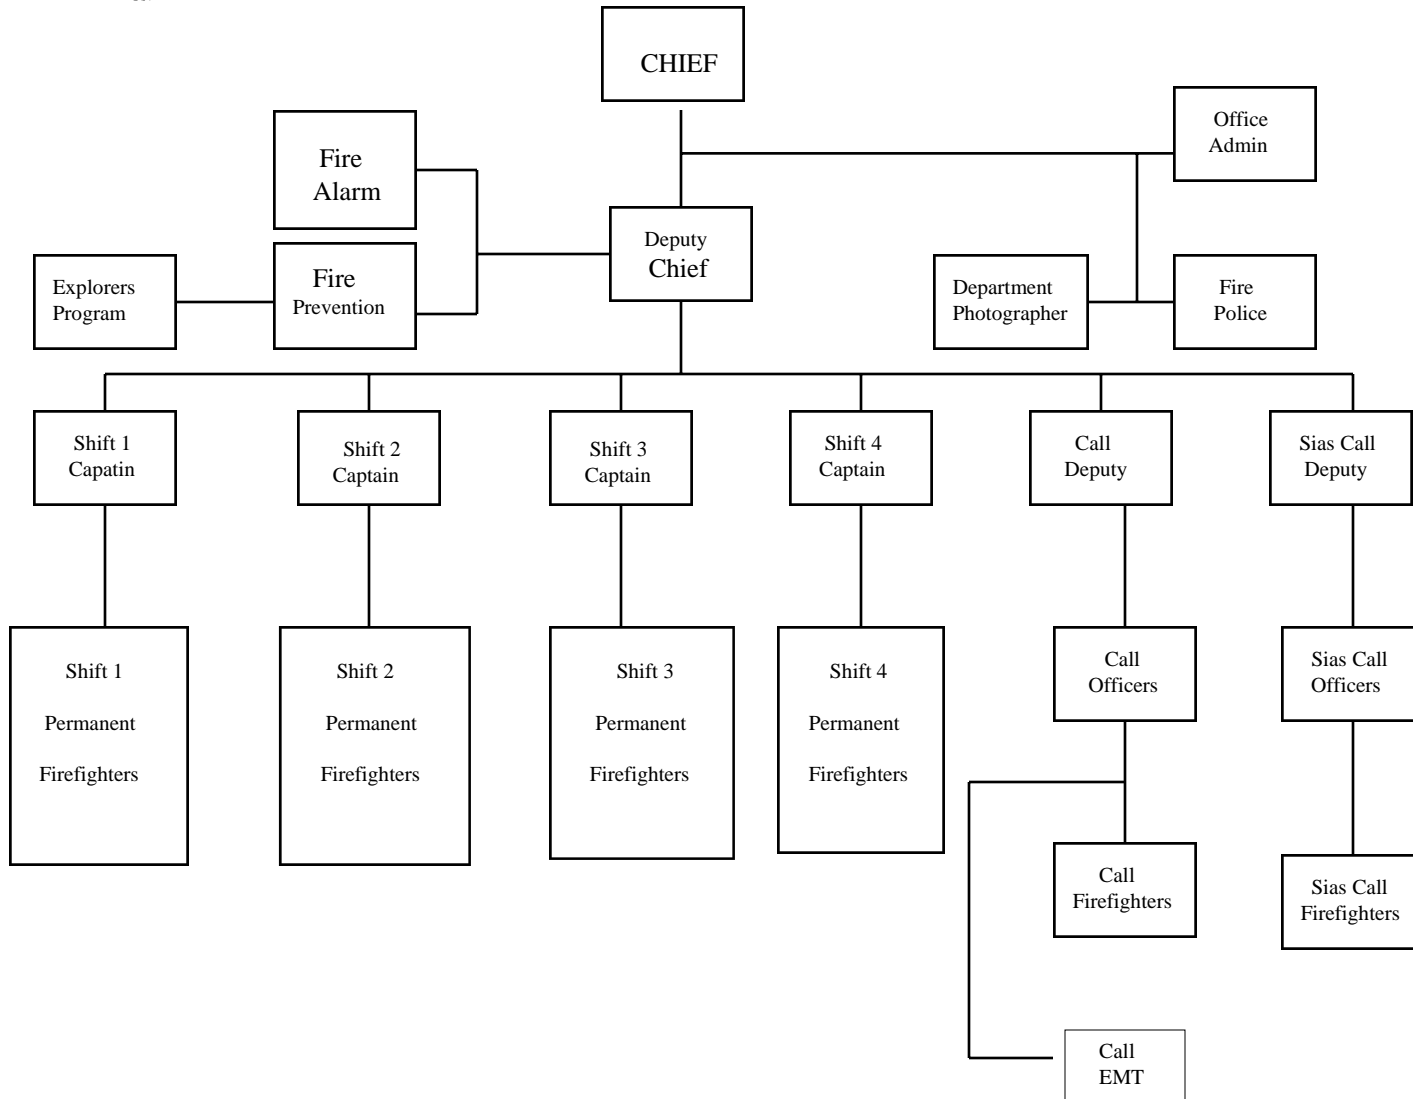 CHIEF
Office
Admin
Fire
Alarm
Deputy
Chief
Explorers
Program
Fire
Prevention
Department
Photographer
Fire
Police
Shift 1
Capatin
Shift 2
Captain
Shift 3
Captain
Shift 4
Captain
Call
Deputy
Sias Call
Deputy
Shift 1
Permanent
Firefighters
Shift 2
Permanent
Firefighters
Shift 3
Permanent
Firefighters
Shift 4
Permanent
Firefighters
Call
Officers
Sias Call
Officers
Call
Firefighters
Sias Call
Firefighters
Call
EMT